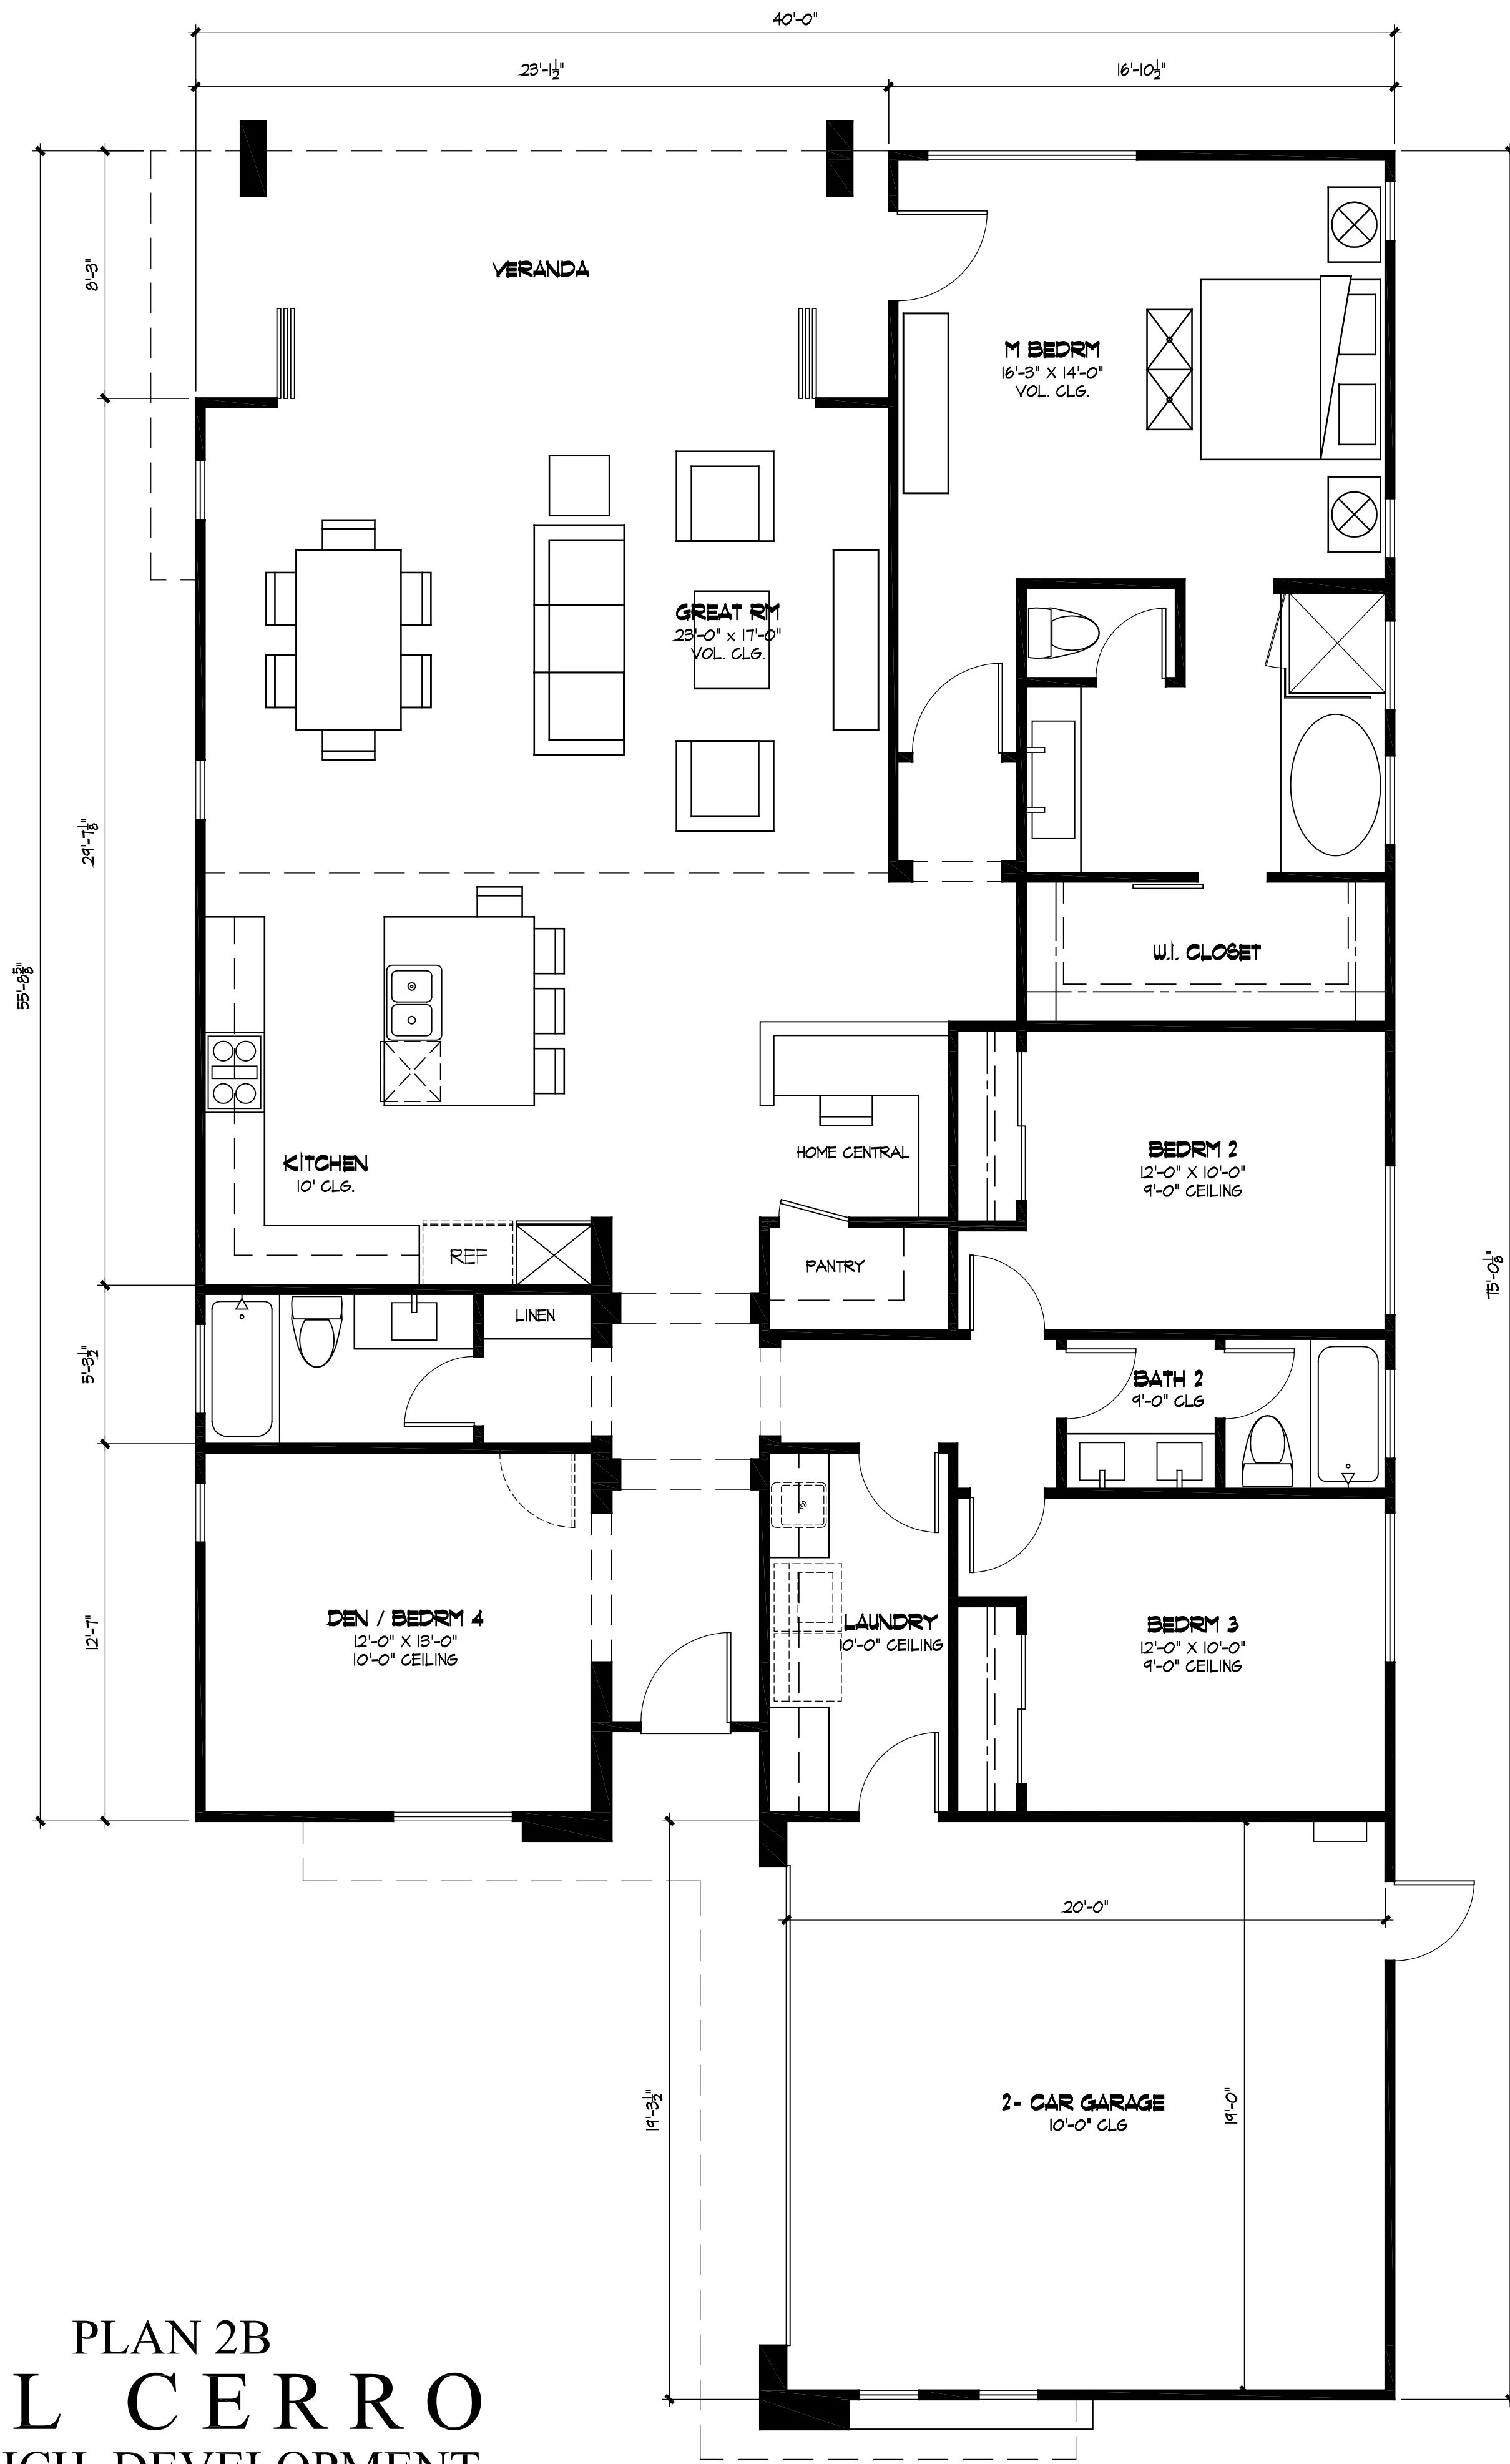 40'-0"
23'-1½"
16'-10½"
8'-3"
VERANDA
M BEDRM
16'-3" X 14'-0"
VOL. CLG.
GREAT RM
23'-0" x 17'-0"
VOL. CLG.
29'-7⅛"
55'-8⅝"
W.I. CLOSET
HOME CENTRAL
BEDRM 2
12'-0" X 10'-0"
9'-0" CEILING
KITCHEN
10' CLG.
REF
PANTRY
75'-0⅛"
LINEN
5'-3½"
BATH 2
9'-0" CLG
DEN / BEDRM 4
12'-0" X 13'-0"
10'-0" CEILING
12'-7"
LAUNDRY
10'-0" CEILING
BEDRM 3
12'-0" X 10'-0"
9'-0" CEILING
20'-0"
19'-3½"
2- CAR GARAGE
10'-0" CLG
19'-0"
PLAN 2B
L CERRO
DEVELOPMENT